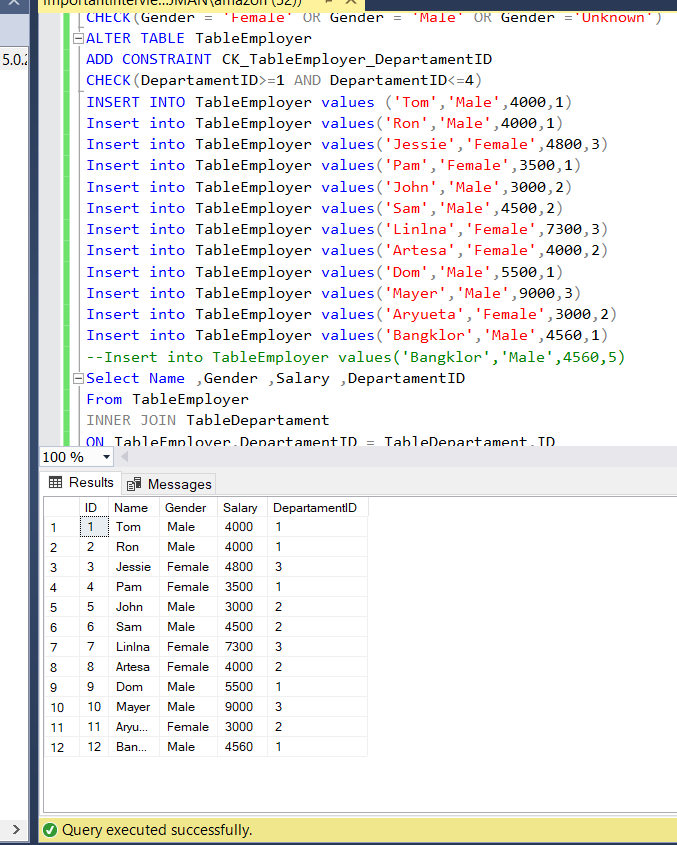 importantintervie...JMAN\amazon (52))
CHECK(Gender = 'Female' OR Gender = 'Male' OR Gender ='Unknown')
5.0.2
ALTER TABLE TableEmployer
ADD CONSTRAINT CK_TableEmployer_DepartamentID
CHECK(DepartamentID>=1 AND DepartamentID<=4)
INSERT INTO TableEmployer values ('Tom','Male',4000,1)
Insert into TableEmployer values('Ron','Male',4000,1)
Insert into TableEmployer values('Jessie','Female',4800,3)
Insert into TableEmployer values('Pam','Female',3500,1)
Insert into TableEmployer values('John','Male',3000,2)
Insert into TableEmployer values('Sam','Male',4500,2)
Insert into TableEmployer values('Linlna','Female',7300,3)
Insert into TableEmployer values('Artesa','Female',4000,2)
Insert into TableEmployer values('Dom','Male',5500,1)
Insert into TableEmployer values('Mayer','Male',9000,3)
Insert into TableEmployer values('Aryueta','Female',3000,2)
Insert into TableEmployer values('Bangklor','Male',4560,1)
--Insert into TableEmployer values('Bangklor','Male',4560,5)
Select Name ,Gender ,Salary ,DepartamentID
From TableEmployer
INNER JOIN TableDepartament
ON TableEmployer.DepartamentID = TableDepartament.ID
100 %
Results Messages
ID Name Gender Salary DepartamentID
1 1 Tom Male 4000 1
2 2 Ron Male 4000 1
3 3 Jessie Female 4800 3
4 4 Pam Female 3500 1
5 5 John Male 3000 2
6 6 Sam Male 4500 2
7 7 Linlna Female 7300 3
8 8 Artesa Female 4000 2
9 9 Dom Male 5500 1
10 10 Mayer Male 9000 3
11 11 Aryu... Female 3000 2
12 12 Ban... Male 4560 1
Query executed successfully.